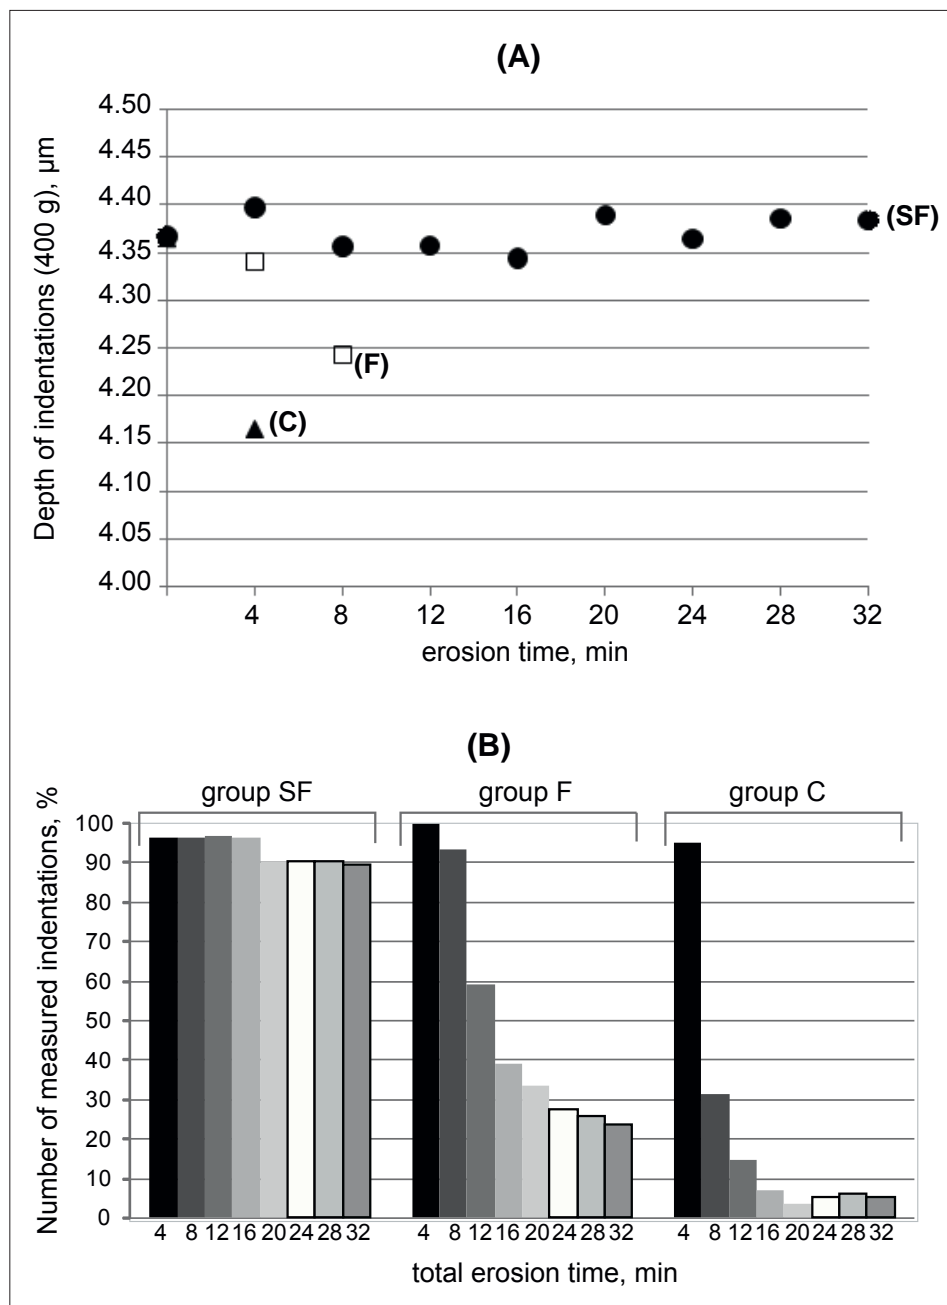 (A)
Depth of indentations (400 g), µm
4.50
4.45
4.40
4.35
4.30
4.25
4.20
4.15
4.10
4.05
4.00
(SF)
(F)
(C)
4 8 12 16 20 24 28 32
erosion time, min
(B)
group SF group F group C
Number of measured indentations, %
100
90
80
70
60
50
40
30
20
10
0
4 8 12 16 20 24 28 32 4 8 12 16 20 24 28 32 4 8 12 16 20 24 28 32
total erosion time, min